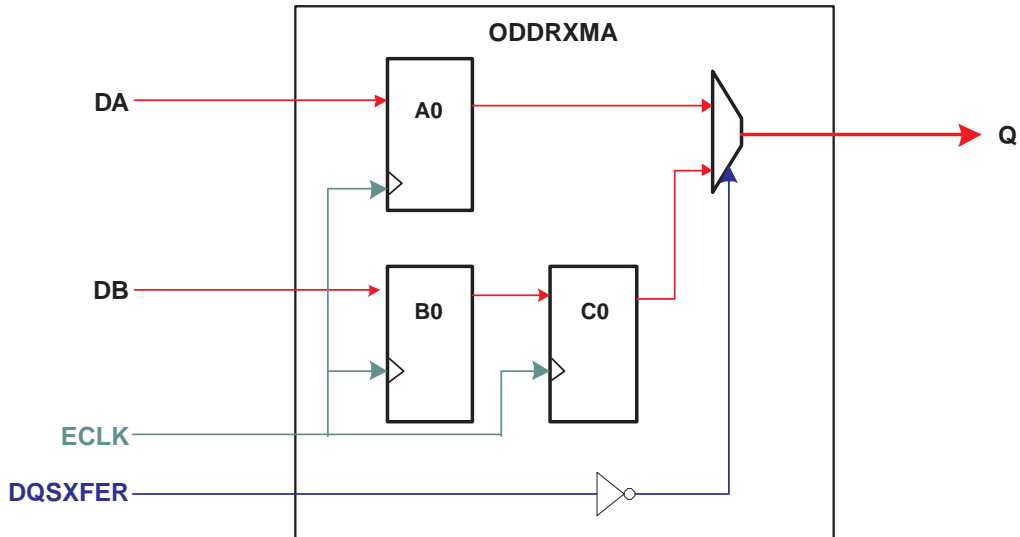 ODDRXMA
DA
A0
Q
DB
B0
C0
ECLK
DQSXFER